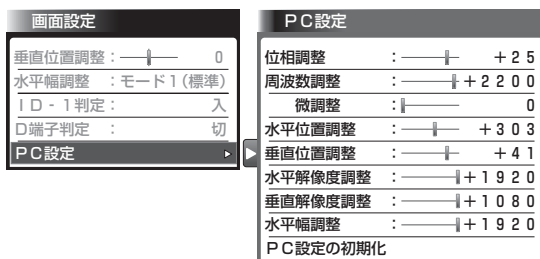 画面設定
垂直位置調整： 0
水平幅調整 ：モード1（標準）
ID-1判定： 入
D端子判定 ： 切
PC設定
PC設定
位相調整 ： +25
周波数調整 ： +2200
微調整 ： 0
水平位置調整 ： +303
垂直位置調整 ： +41
水平解像度調整 ： +1920
垂直解像度調整 ： +1080
水平幅調整 ： +1920
PC設定の初期化